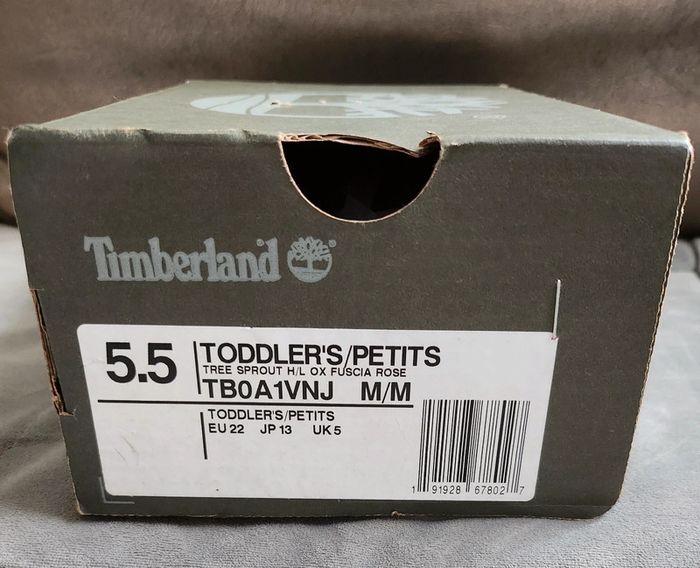 Timberland
5.5
TODDLER'S/PETITS
TREE SPROUT H/L OX FUSCIA ROSE
TB0A1VNJ M/M
TODDLER'S/PETITS
EU 22 JP 13 UK 5
1 91928 67802 7